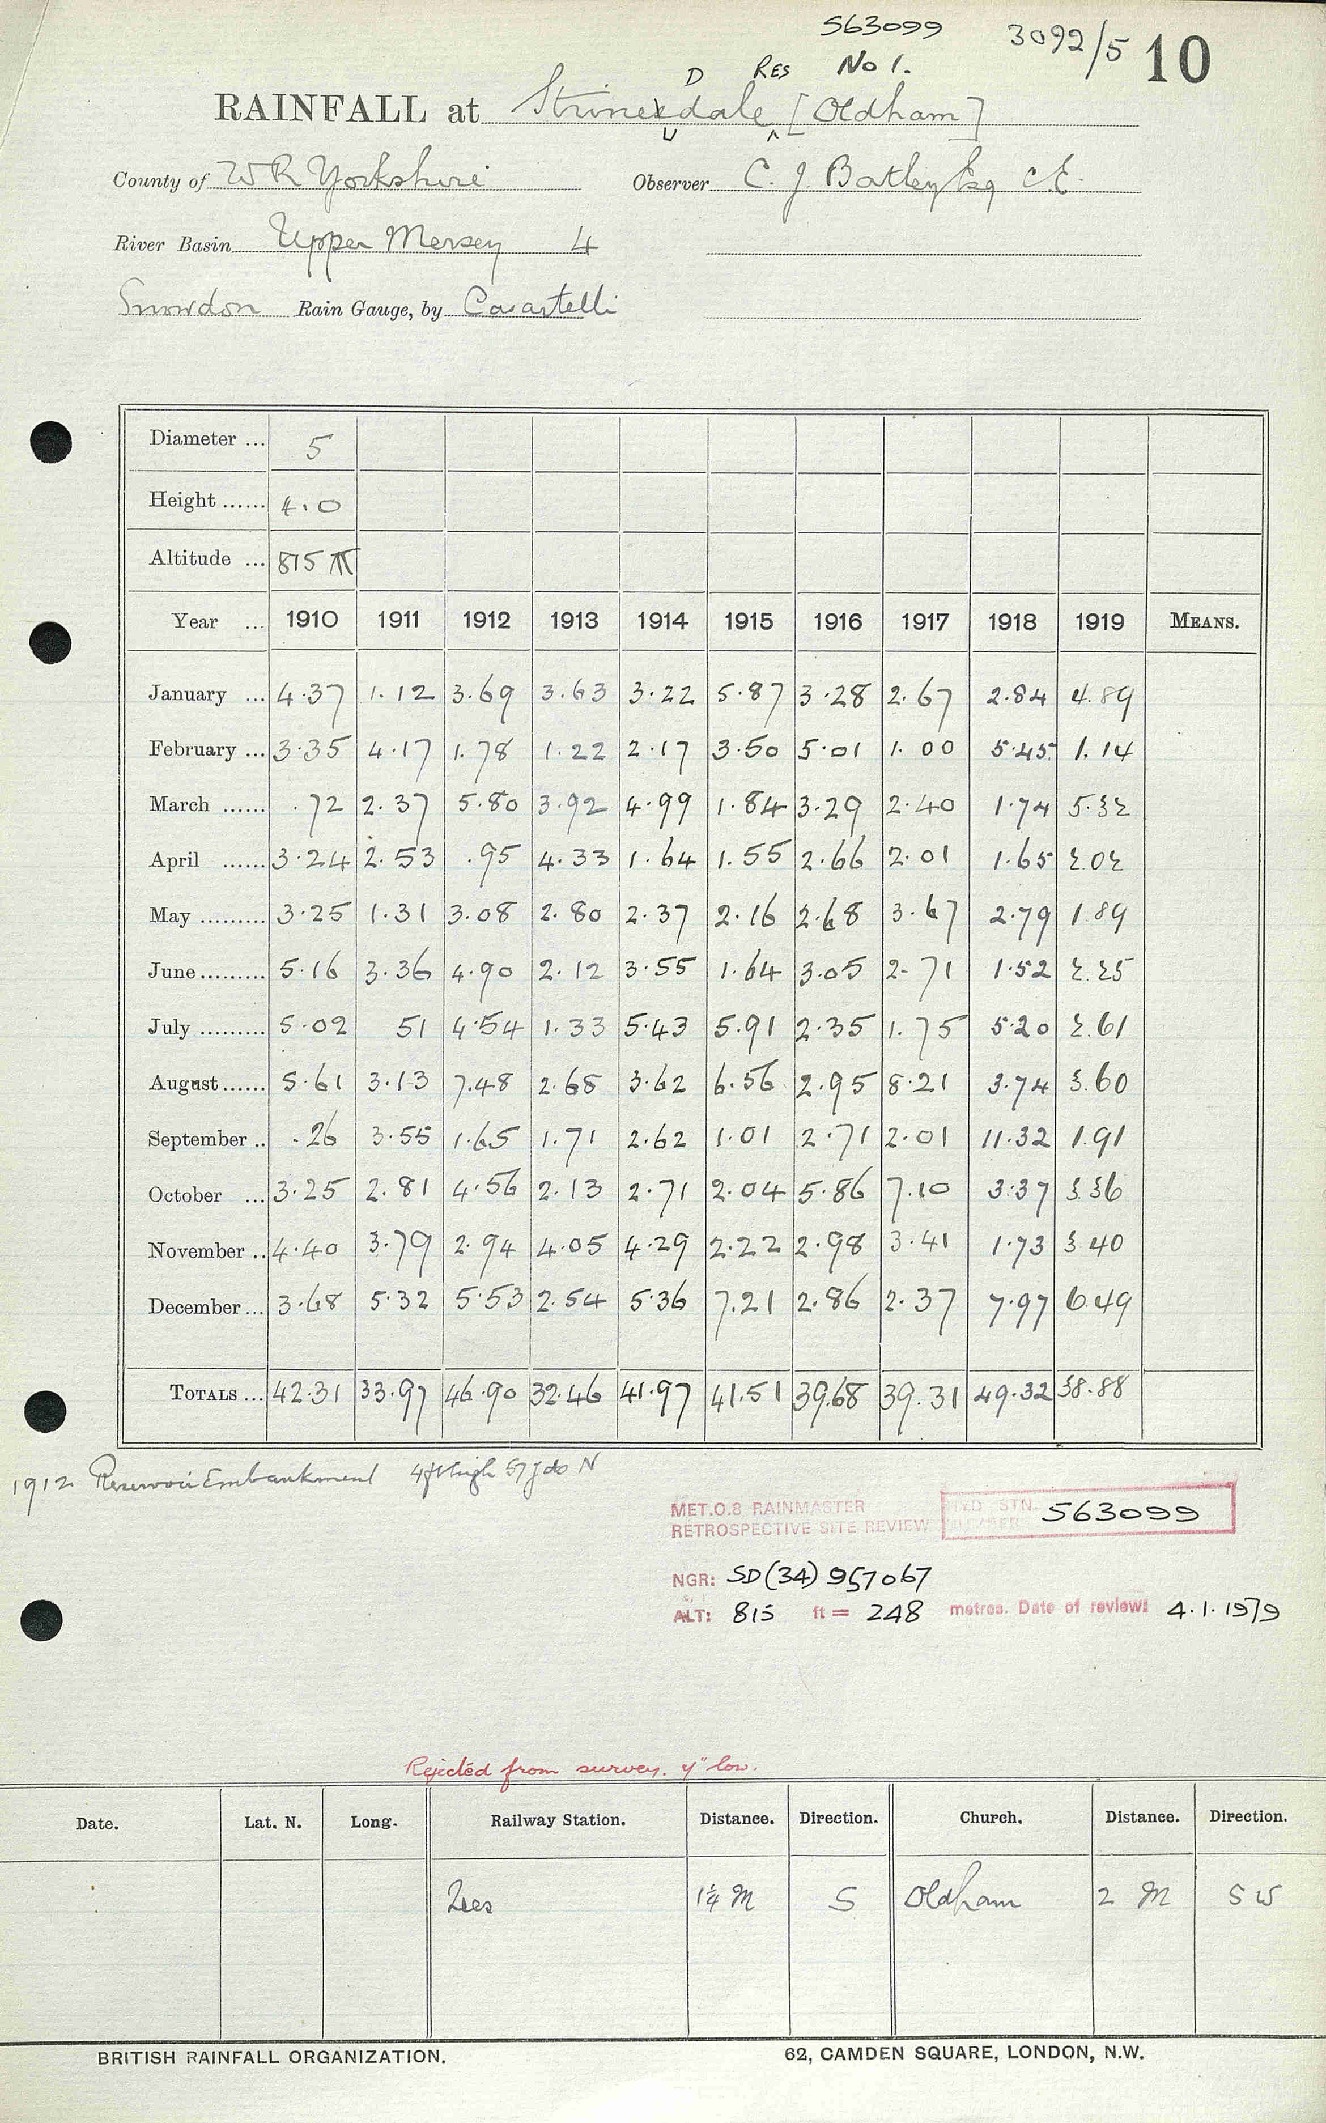 563099 3092/5 10
D Res No 1.
RAINFALL at Strinesdale [Oldham]
County of W R Yorkshire Observer C. J Batley Esq C.E.
River Basin Upper Mersey 4
Snowdon Rain Gauge, by Casartelli
Diameter ... 5
Height ...... 4.0
Altitude ... 815
Year ... 1910 1911 1912 1913 1914 1915 1916 1917 1918 1919 MEANS.
January ... 4.37 1.12 3.69 3.63 3.22 5.87 3.28 2.67 2.84 4.89
February ... 3.35 4.17 1.78 1.22 2.17 3.50 5.01 1.00 5.45 1.14
March ...... .72 2.37 5.80 3.92 4.99 1.84 3.29 2.40 1.74 5.32
April ...... 3.24 2.53 .95 4.33 1.64 1.55 2.66 2.01 1.65 2.02
May ......... 3.25 1.31 3.08 2.80 2.37 2.16 2.68 3.67 2.79 1.89
June ......... 5.16 3.36 4.90 2.12 3.55 1.64 3.05 2.71 1.52 2.25
July ......... 5.02 51 4.54 1.33 5.43 5.91 2.35 1.75 5.20 2.61
August ...... 5.61 3.13 7.48 2.68 3.62 6.56 2.95 8.21 3.74 3.60
September .. .26 3.55 1.65 1.71 2.62 1.01 2.71 2.01 11.32 1.91
October ... 3.25 2.81 4.56 2.13 2.71 2.04 5.86 7.10 3.37 3.36
November .. 4.40 3.79 2.94 4.05 4.29 2.22 2.98 3.41 1.73 3.40
December ... 3.68 5.32 5.53 2.54 5.36 7.21 2.86 2.37 7.97 6.49
TOTALS ... 42.31 33.97 46.90 32.46 41.97 41.51 39.68 39.31 49.32 38.88
1912 Reservoir Embankment 4ft high N
MET.O.8 RAINMASTER HYD STN. 563099
RETROSPECTIVE SITE REVIEW NUMBER
NGR: SD(34) 957067
ALT: 815 ft = 248 metres. Date of review: 4.1.1979
Rejected from survey. 4" low.
Date. Lat. N. Long. Railway Station. Distance. Direction. Church. Distance. Direction.
Lees 1¼ M S Oldham 2 M S W
BRITISH RAINFALL ORGANIZATION. 62, CAMDEN SQUARE, LONDON, N.W.